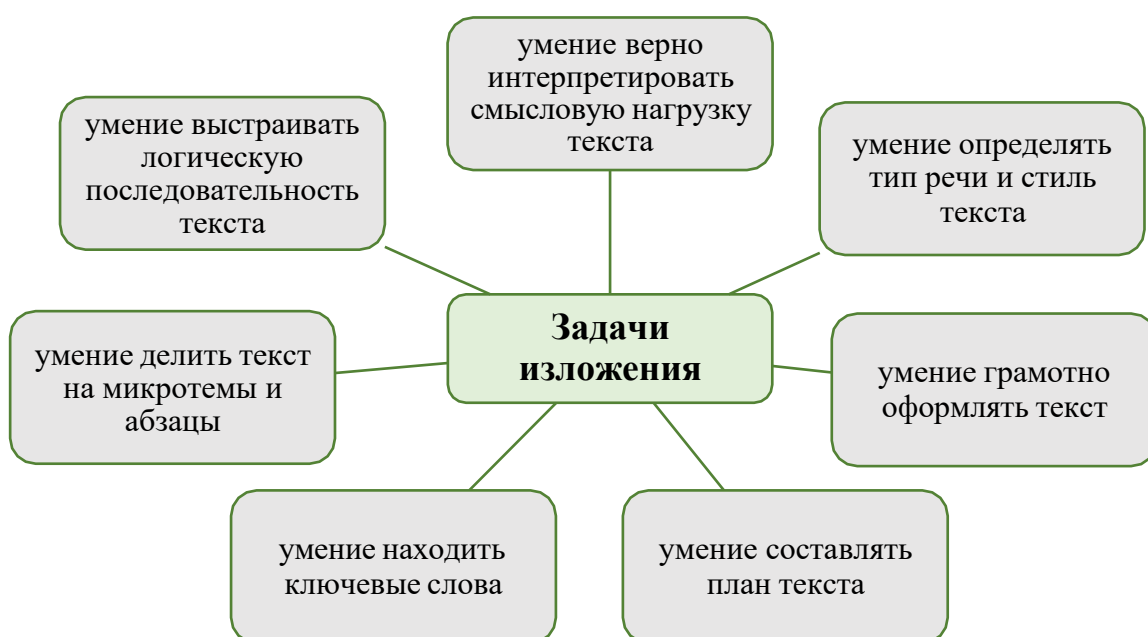 умение верно
интерпретировать
смысловую нагрузку
текста
умение выстраивать
логическую
последовательность
текста
умение определять
тип речи и стиль
текста
Задачи
изложения
умение делить текст
на микротемы и
абзацы
умение грамотно
оформлять текст
умение находить
ключевые слова
умение составлять
план текста